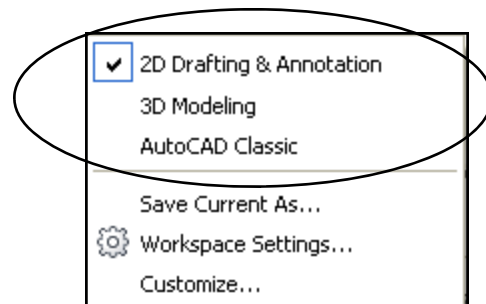 2D Drafting & Annotation
3D Modeling
AutoCAD Classic
Save Current As...
Workspace Settings...
Customize...